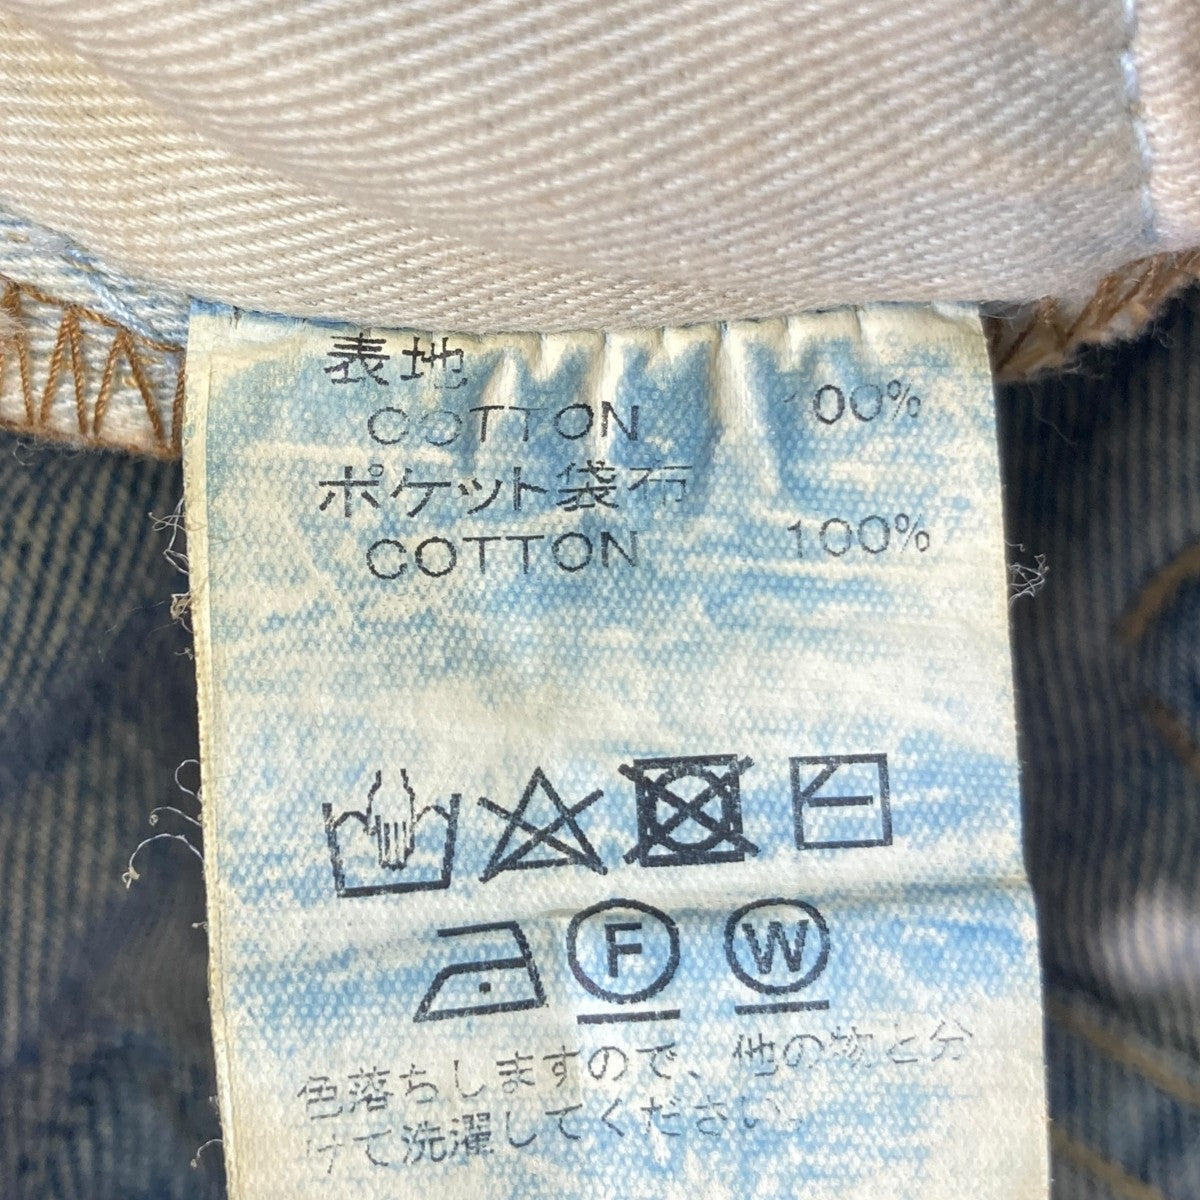 表地
COTTON 100%
ポケット袋布
COTTON 100%
F W
色落ちしますので、他の物と分
けて洗濯してください。